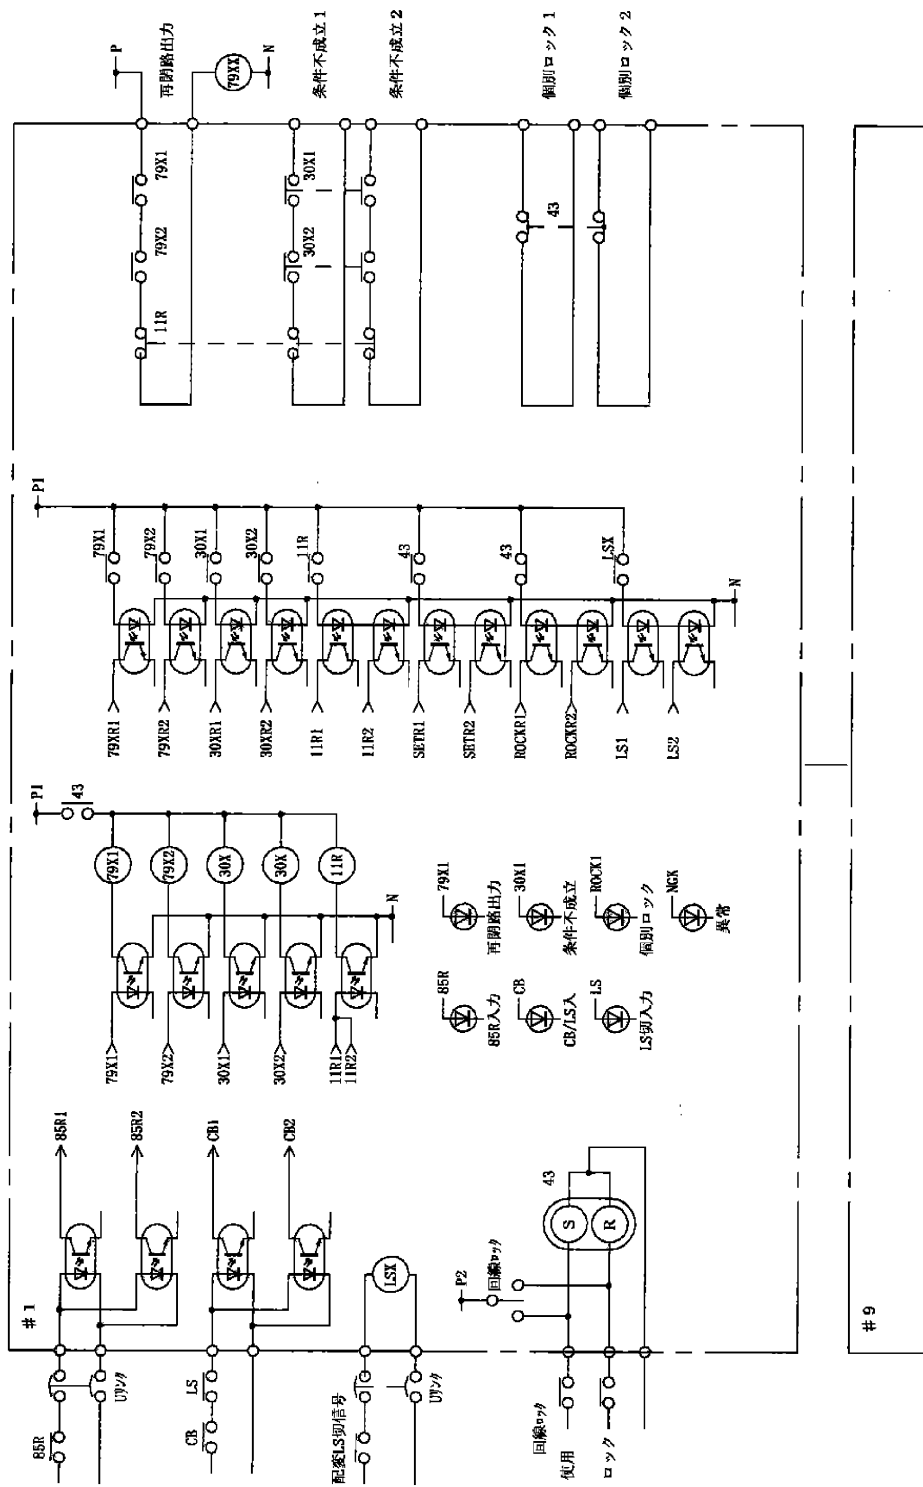 #1
85R
Uリンク
85R1
85R2
CB
LS
CB1
CB2
配変LS切信号
Uリンク
LSX
回線ロック
使用
ロック
P2
回線ロック
43
S
R
P1
43
79X1
79X2
30X
30X
11R
79X1
79X2
30X1
30X2
11R1
11R2
N
85R
85R入力
CB
CB/LS入
LS
LS切入力
79X1
再閉路出力
30X1
条件不成立
ROCK1
個別ロック
NGK
異常
P1
79X1
79X2
30X1
30X2
11R
43
43
LSX
79XR1
79XR2
30XR1
30XR2
11R1
11R2
SETR1
SETR2
ROCKR1
ROCKR2
LS1
LS2
N
11R
79X2
79X1
P
再閉路出力
79XX
N
30X2
30X1
条件不成立1
条件不成立2
43
個別ロック1
個別ロック2
#9